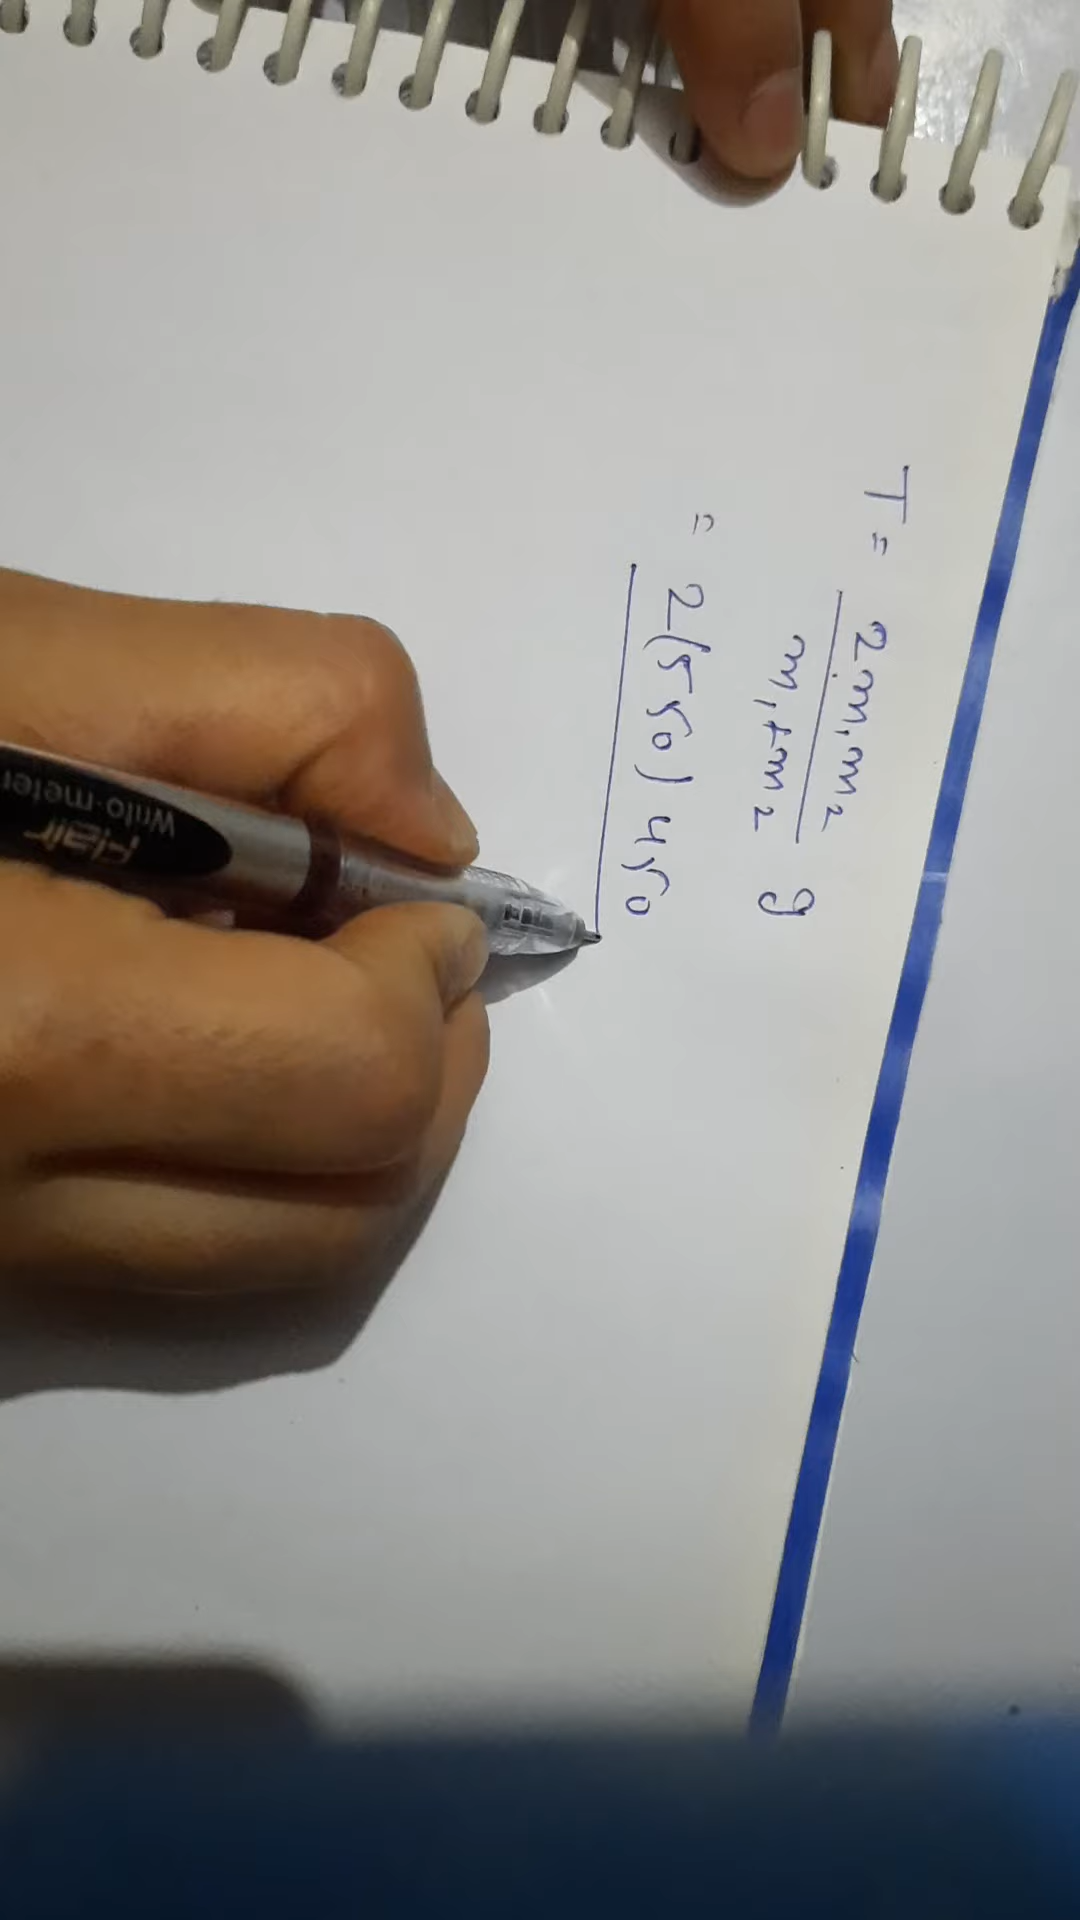 T = 2m₁m₂ / m₁+m₂ g
= 2(550)450
Flair
Writo-meter